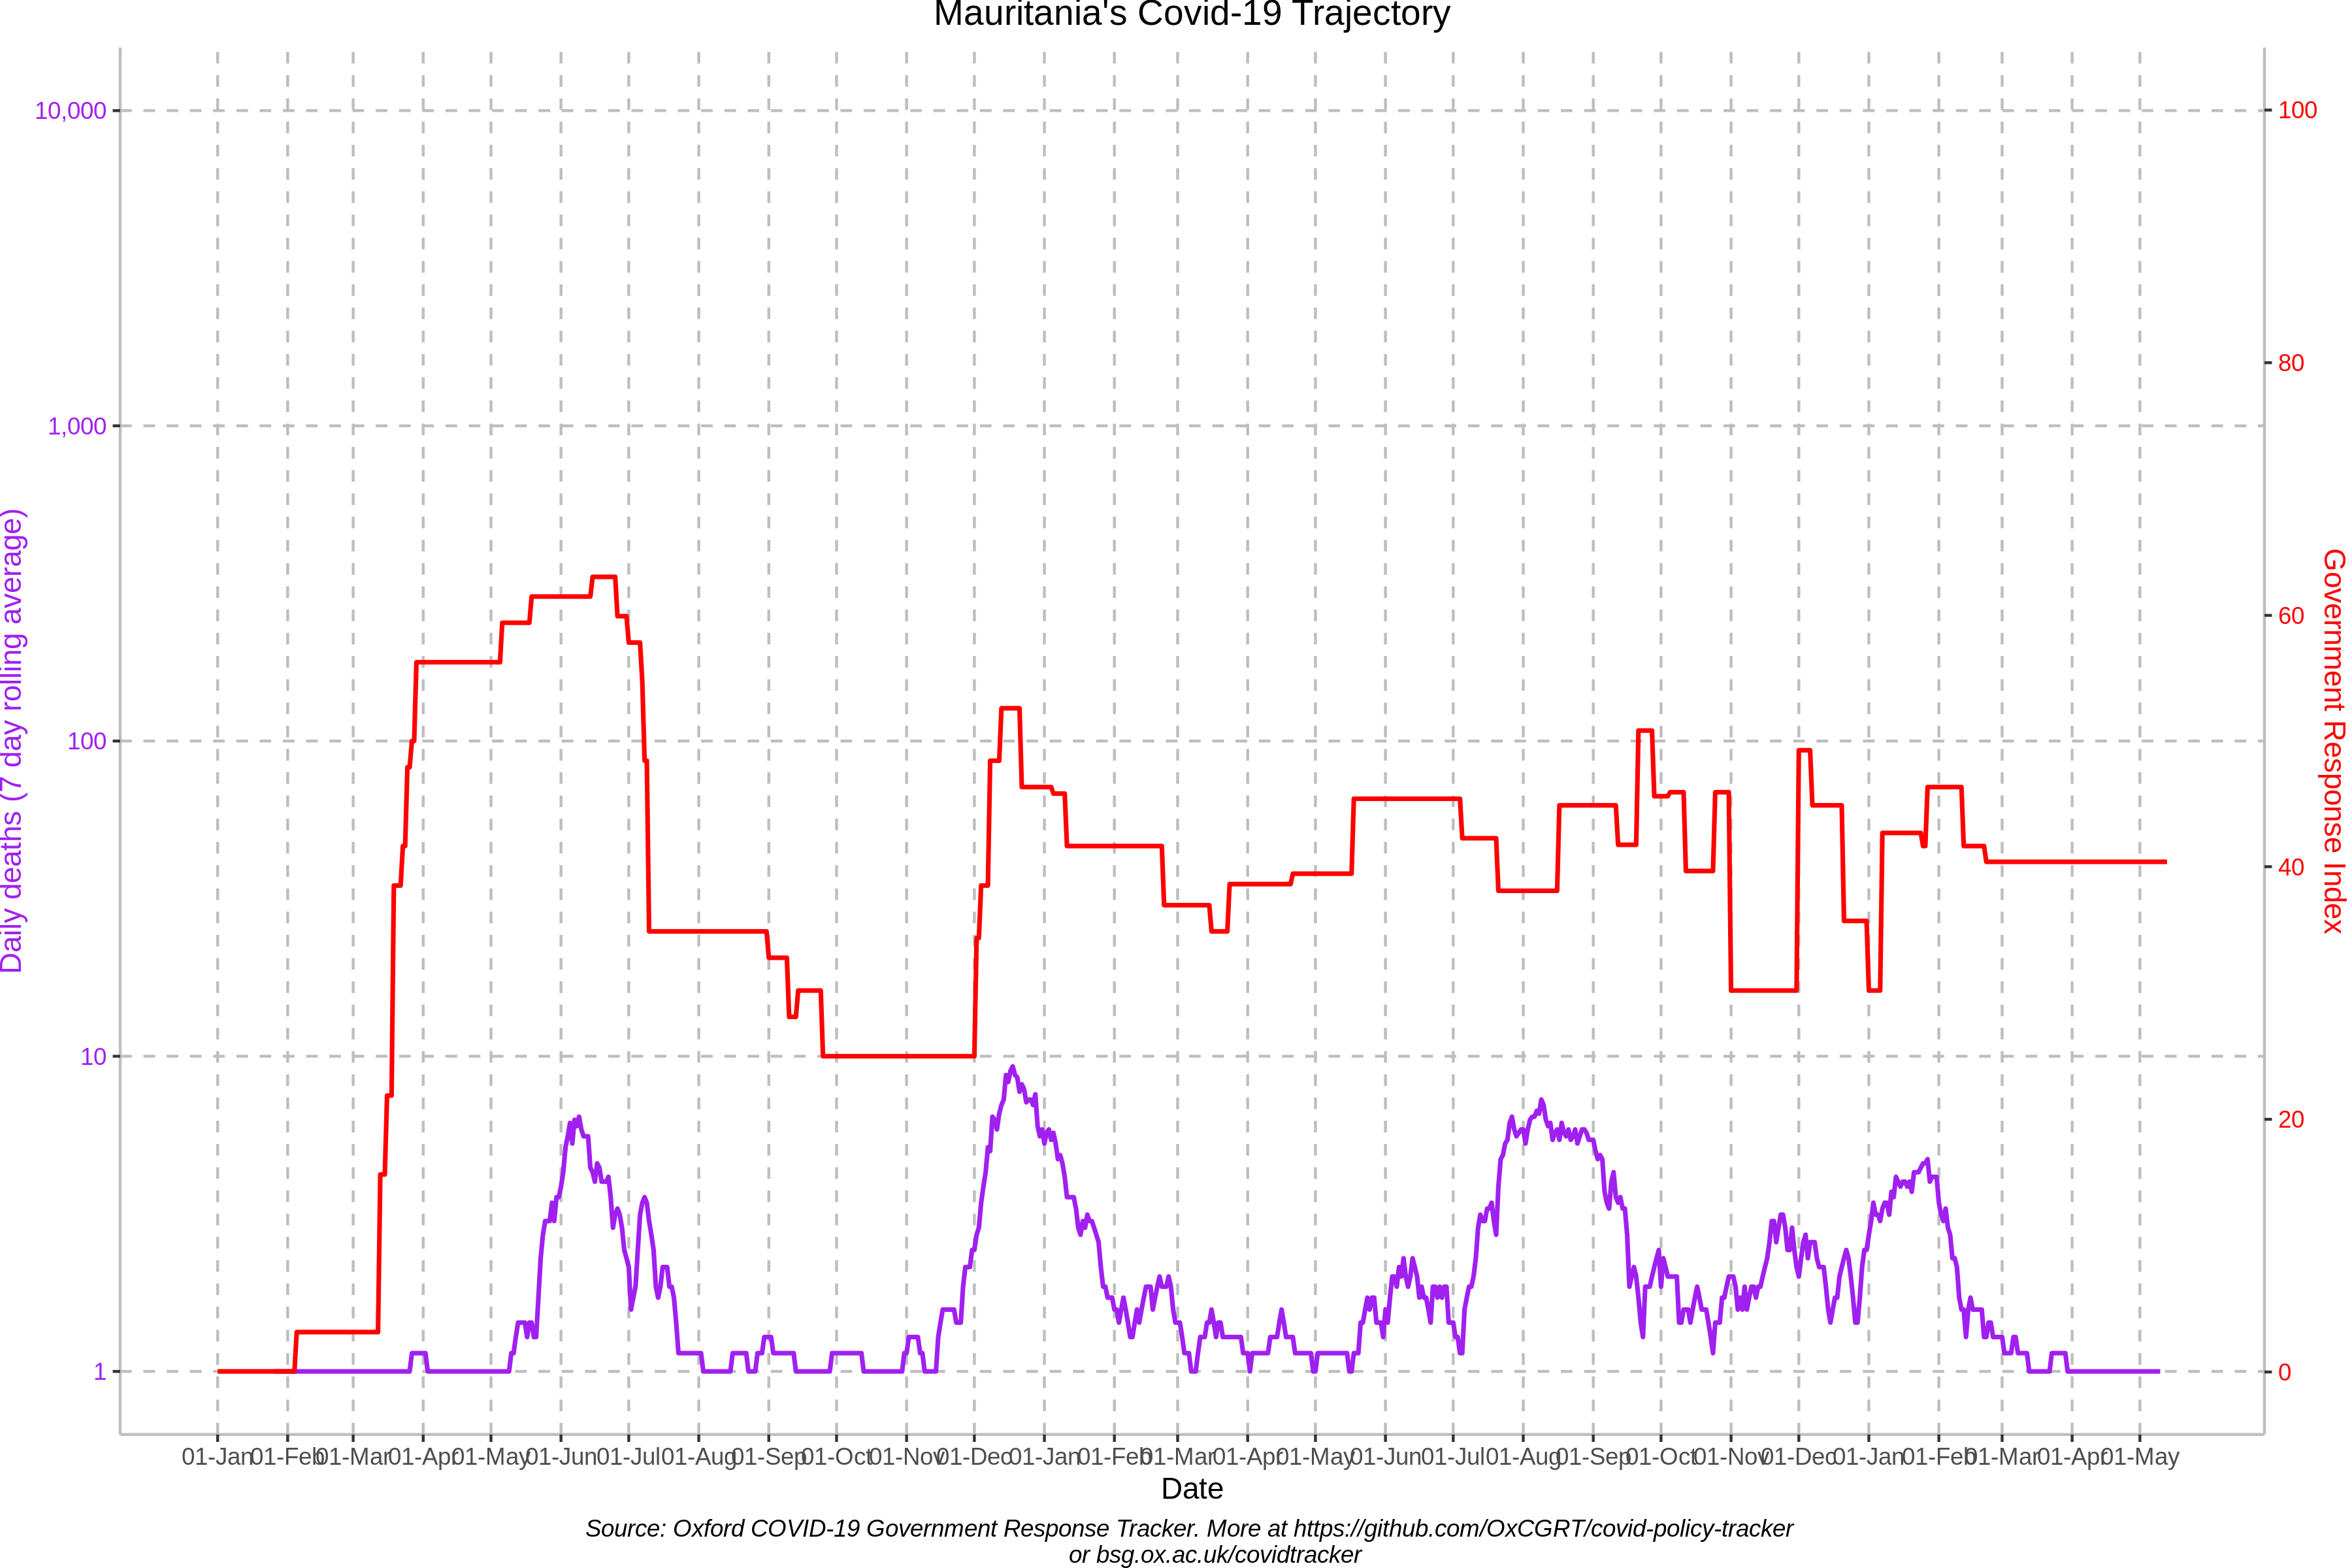 Mauritania's Covid-19 Trajectory
10,000
1,000
100
10
1
Daily deaths (7 day rolling average)
100
80
60
40
20
0
Government Response Index
01-Jan 01-Feb 01-Mar 01-Apr 01-May 01-Jun 01-Jul 01-Aug 01-Sep 01-Oct 01-Nov 01-Dec 01-Jan 01-Feb 01-Mar 01-Apr 01-May 01-Jun 01-Jul 01-Aug 01-Sep 01-Oct 01-Nov 01-Dec 01-Jan 01-Feb 01-Mar 01-Apr 01-May
Date
Source: Oxford COVID-19 Government Response Tracker. More at https://github.com/OxCGRT/covid-policy-tracker
or bsg.ox.ac.uk/covidtracker